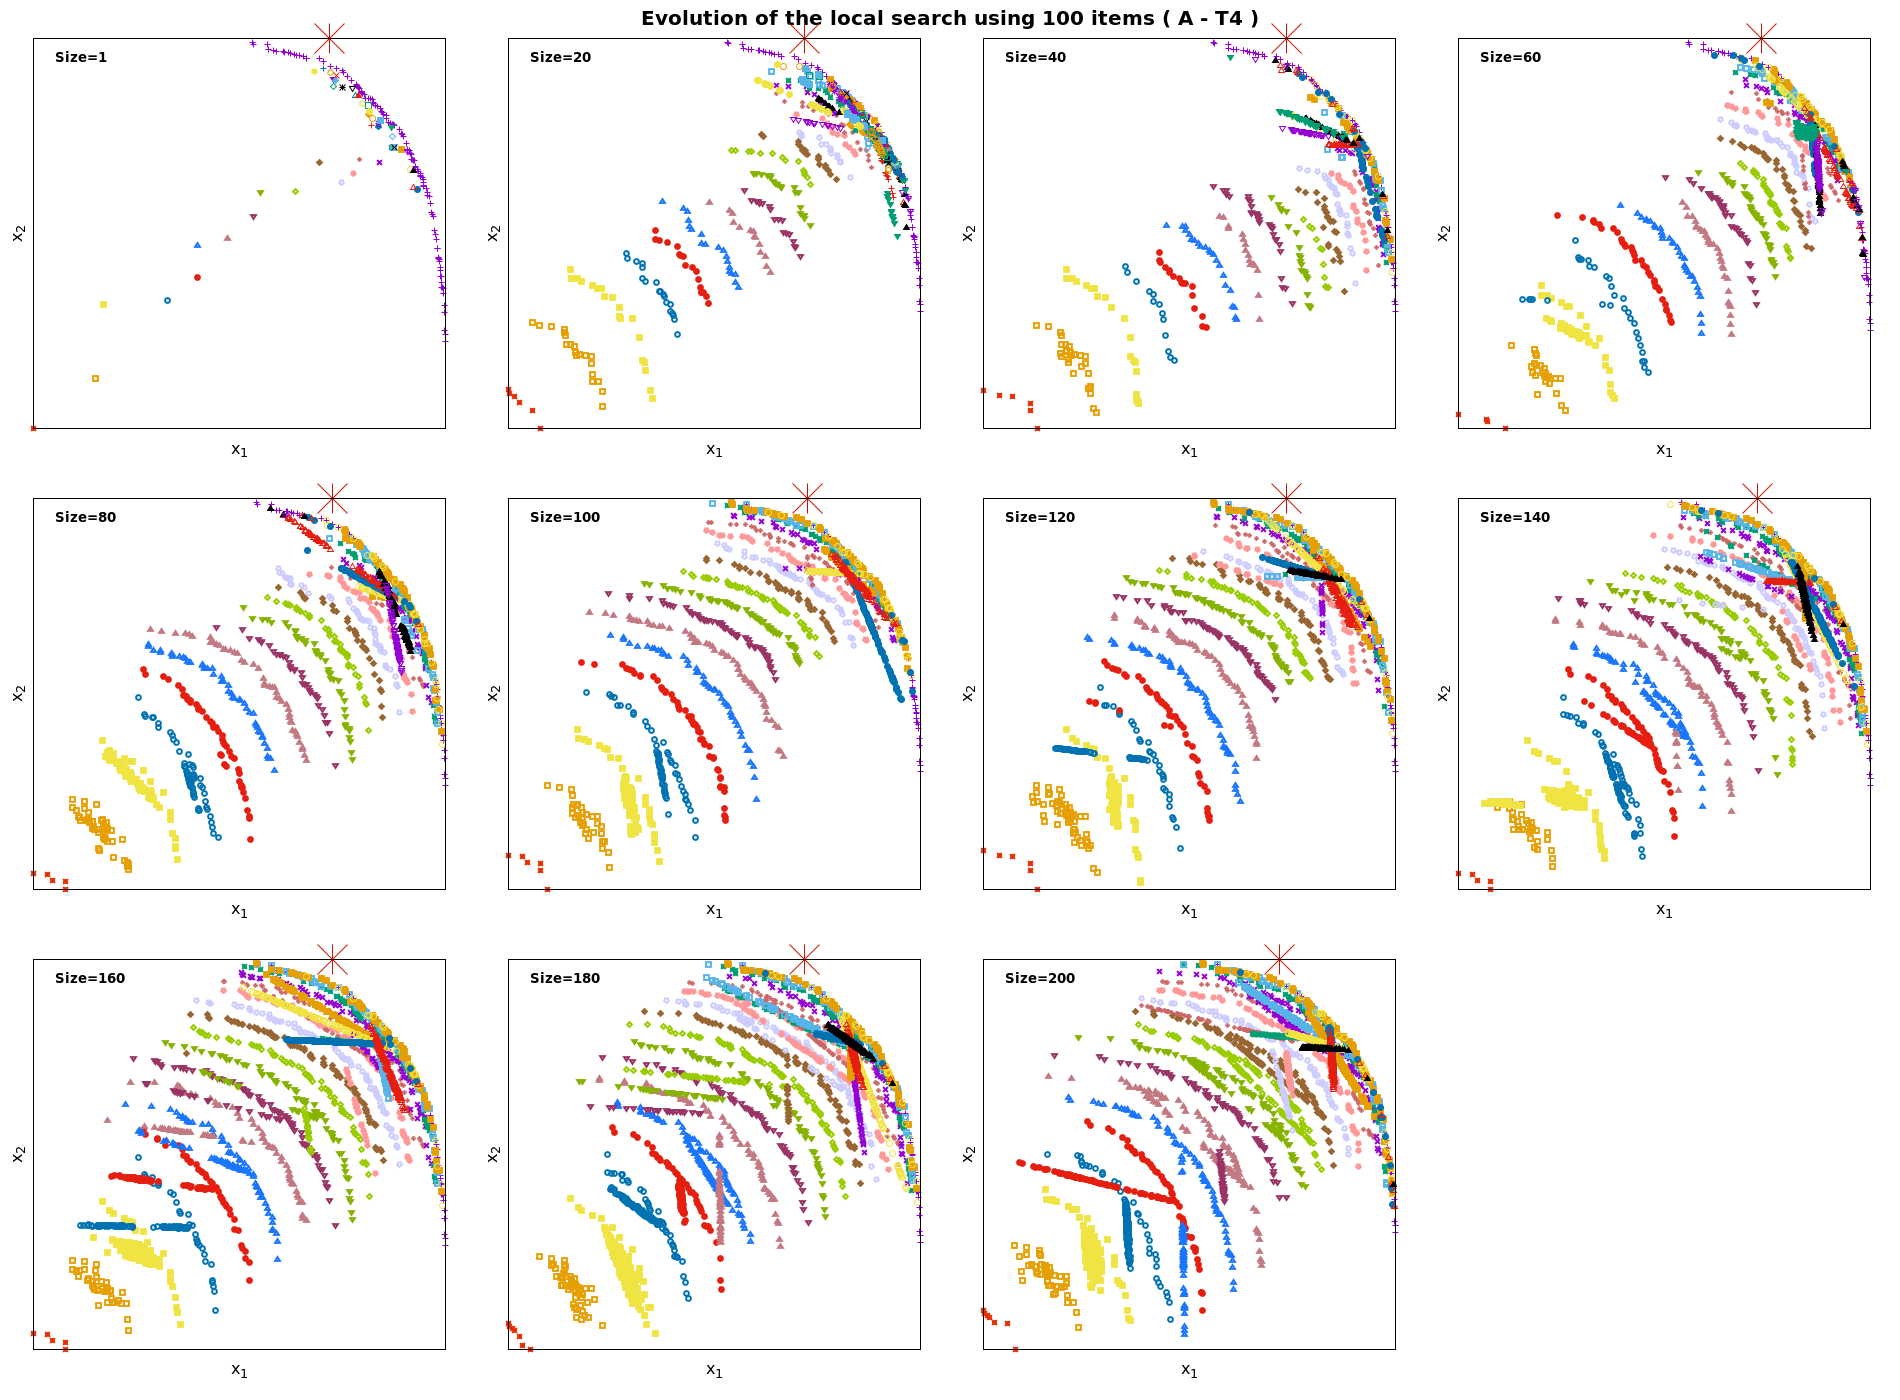 Evolution of the local search using 100 items ( A - T4 )
Size=1
x2
x1
Size=20
x2
x1
Size=40
x2
x1
Size=60
x2
x1
Size=80
x2
x1
Size=100
x2
x1
Size=120
x2
x1
Size=140
x2
x1
Size=160
x2
x1
Size=180
x2
x1
Size=200
x2
x1